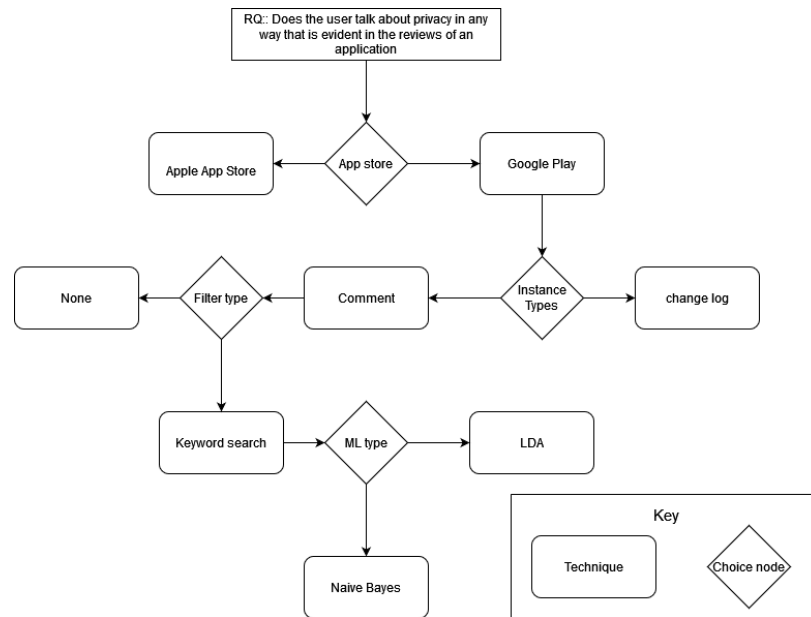 RQ:: Does the user talk about privacy in any
way that is evident in the reviews of an
application
Apple App Store
App store
Google Play
None
Filter type
Comment
Instance
Types
change log
Keyword search
ML type
LDA
Key
Technique
Choice node
Naive Bayes